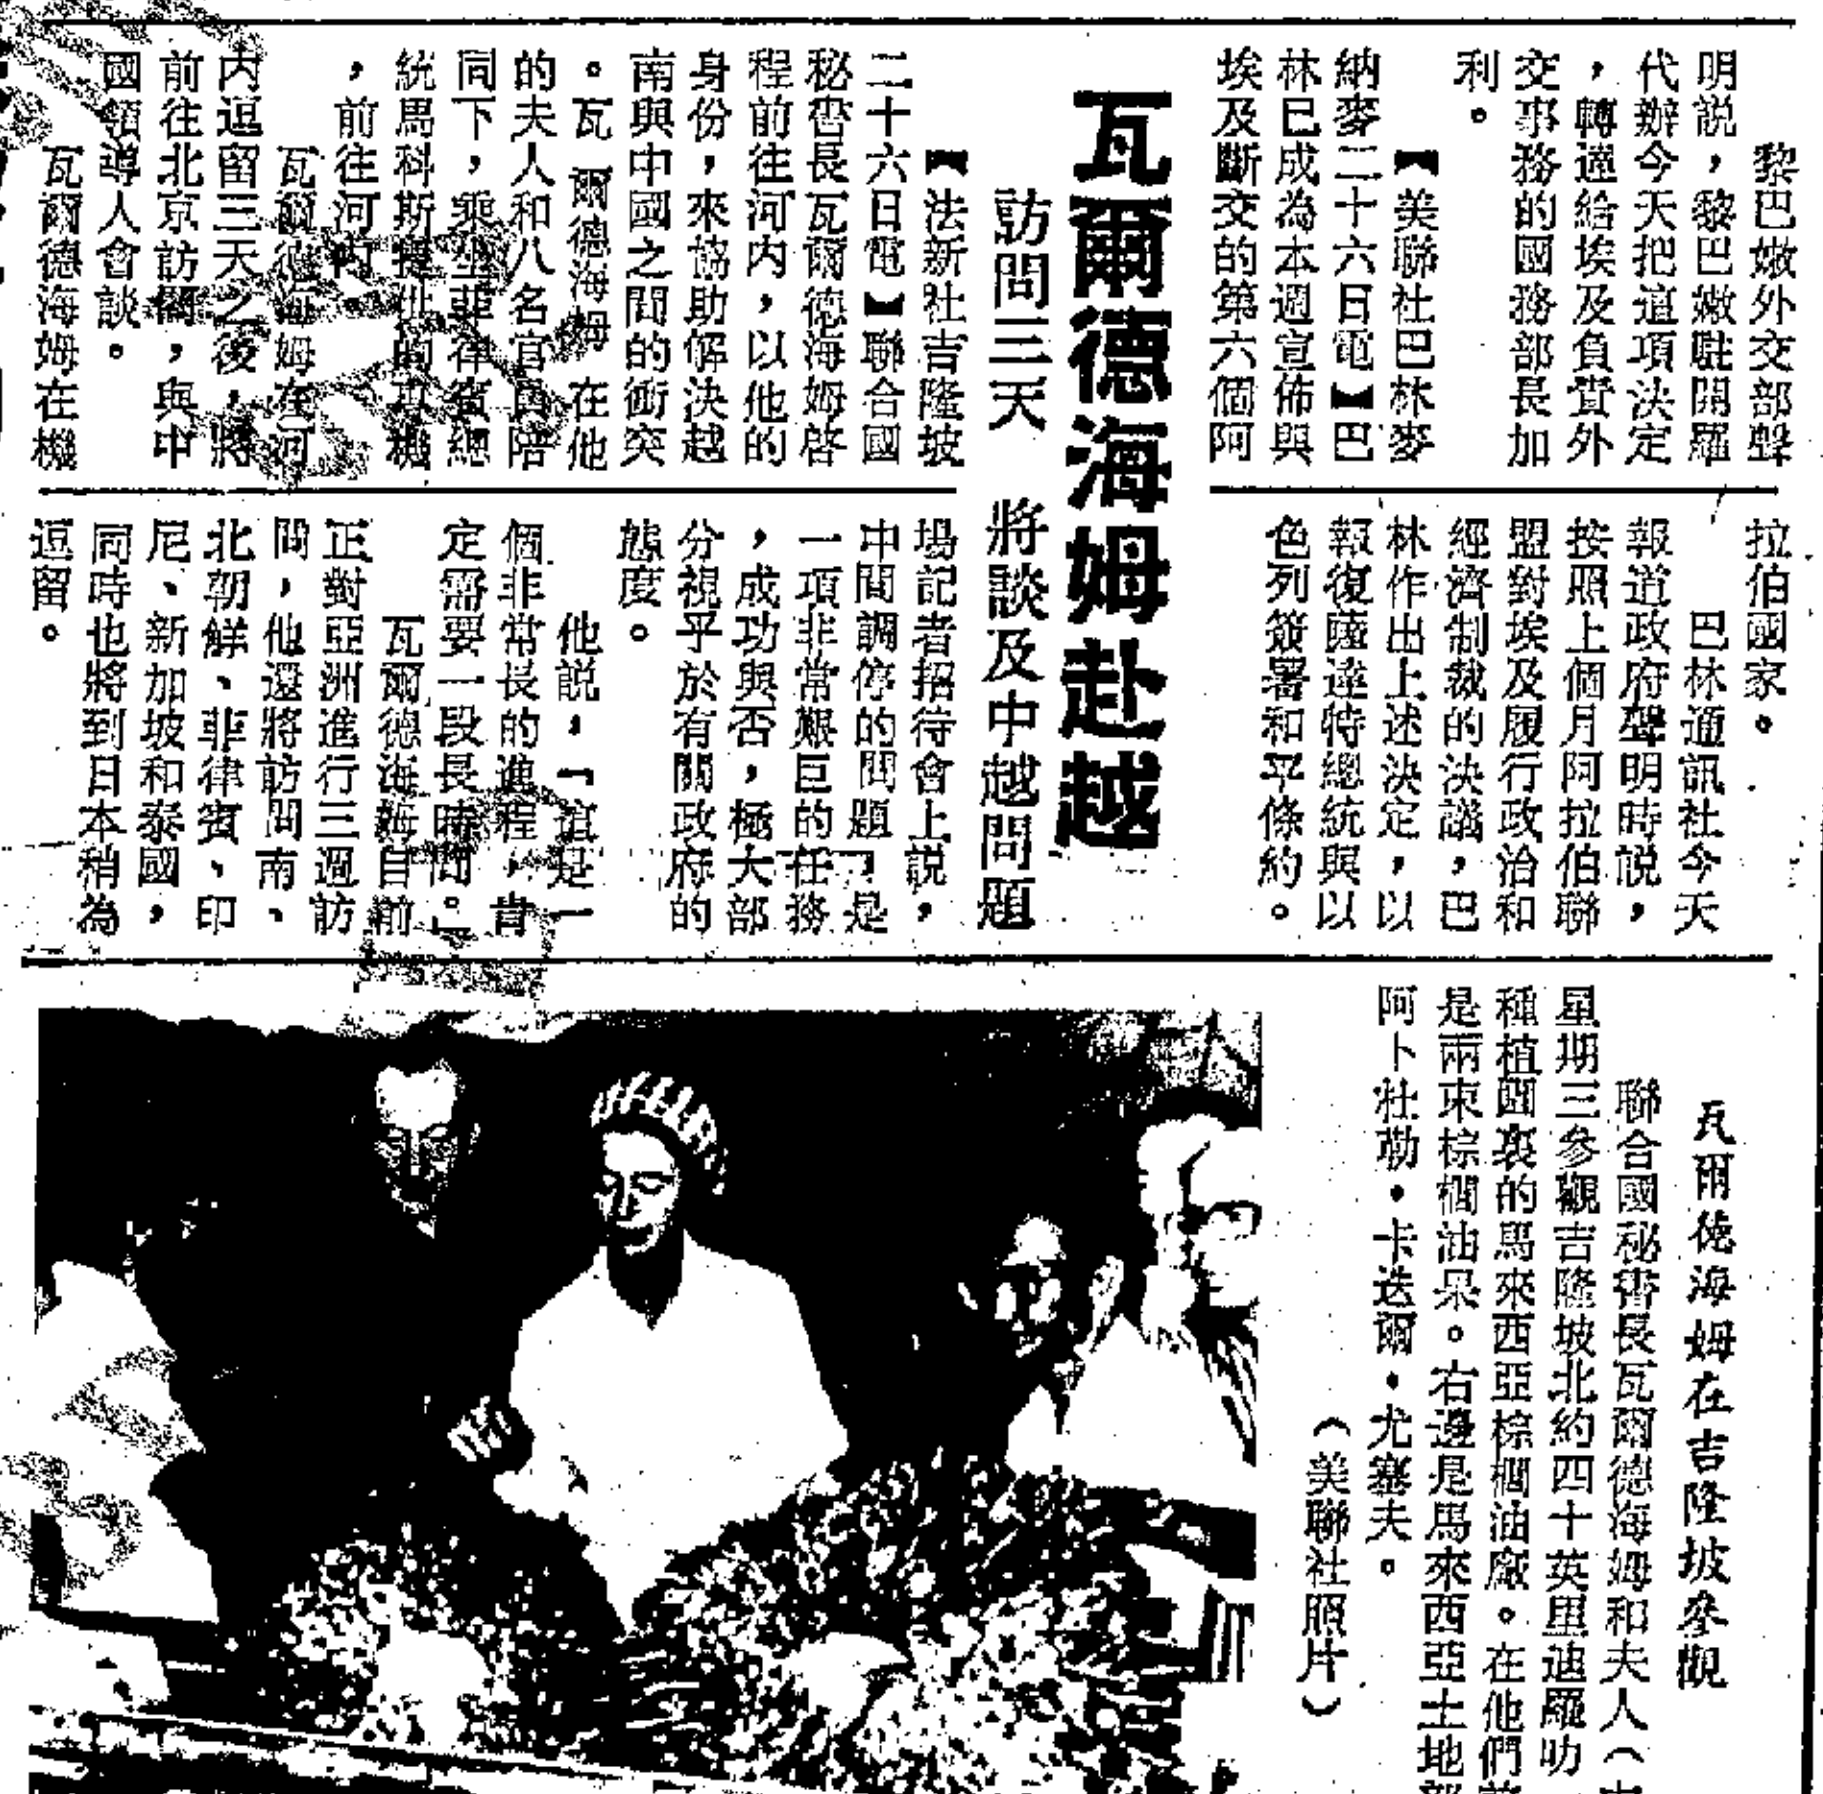 黎巴嫩外交部聲
明説，黎巴嫩駐開羅
代辦今天把這項決定
，轉達給埃及負責外
交事務的國務部長加
利。
【美聯社巴林麥
納麥二十六日電】巴
林已成為本週宣佈與
埃及斷交的第六個阿
拉伯國家。
巴林通訊社今天
報道政府聲明時説，
按照上個月阿拉伯聯
盟對埃及履行政治和
經濟制裁的決議，巴
林作出上述決定，以
報復薩達特總統與以
色列簽署和平條約。
瓦爾德海姆赴越
訪問三天　將談及中越問題
【法新社吉隆坡
二十六日電】聯合國
秘書長瓦爾德海姆啓
程前往河内，以他的
身份，來協助解決越
南與中國之間的衝突
。瓦爾德海姆在他
的夫人和八名官員陪
同下，乘坐菲律賓總
統馬科斯提供的專機
，前往河内。
瓦爾德海姆在河
内逗留三天之後，將
前往北京訪問，與中
國領導人會談。
瓦爾德海姆在機
場記者招待會上説，
中間調停的問題「是
一項非常艱巨的任務
，成功與否，極大部
分視乎於有關政府的
態度。
他説，「這是一
個非常長的進程，肯
定需要一段長時間。」
瓦爾德海姆目前
正對亞洲進行三週訪
問，他還將訪問南、
北朝鮮、菲律賓、印
尼、新加坡和泰國，
同時也將到日本稍為
逗留。
瓦爾德海姆在吉隆坡參觀
聯合國秘書長瓦爾德海姆和夫人（
星期三參觀吉隆坡北約四十英里迪羅叻
種植園裏的馬來西亞棕櫚油廠。在他們
是兩束棕櫚油果。右邊是馬來西亞土地
阿卜杜勒・卡迭爾・尤塞夫。
（美聯社照片）